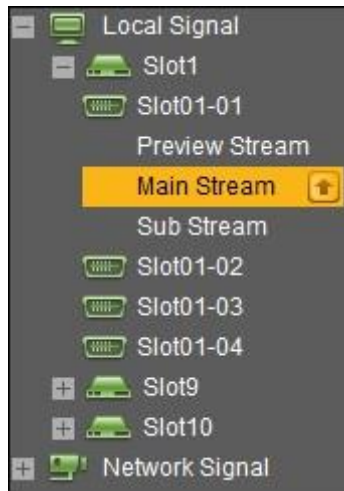 Local Signal
Slot1
Slot01-01
Preview Stream
Main Stream
Sub Stream
Slot01-02
Slot01-03
Slot01-04
Slot9
Slot10
Network Signal